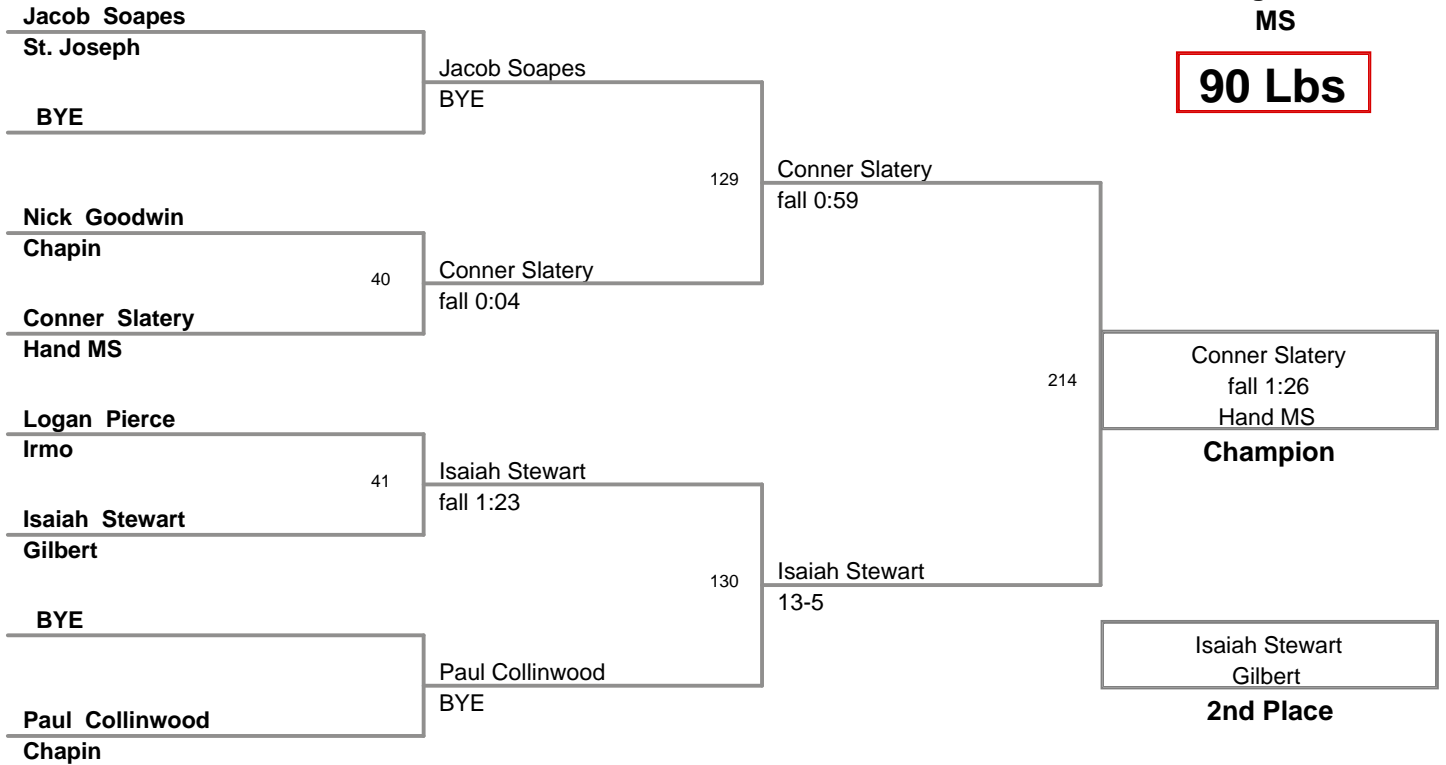 MS
90 Lbs
Jacob Soapes
St. Joseph
BYE
Nick Goodwin
Chapin
Conner Slatery
Hand MS
Logan Pierce
Irmo
Isaiah Stewart
Gilbert
BYE
Paul Collinwood
Chapin
40
41
Jacob Soapes
BYE
Conner Slatery
fall 0:04
Isaiah Stewart
fall 1:23
Paul Collinwood
BYE
129
130
Conner Slatery
fall 0:59
Isaiah Stewart
13-5
214
Conner Slatery
fall 1:26
Hand MS
Champion
Isaiah Stewart
Gilbert
2nd Place